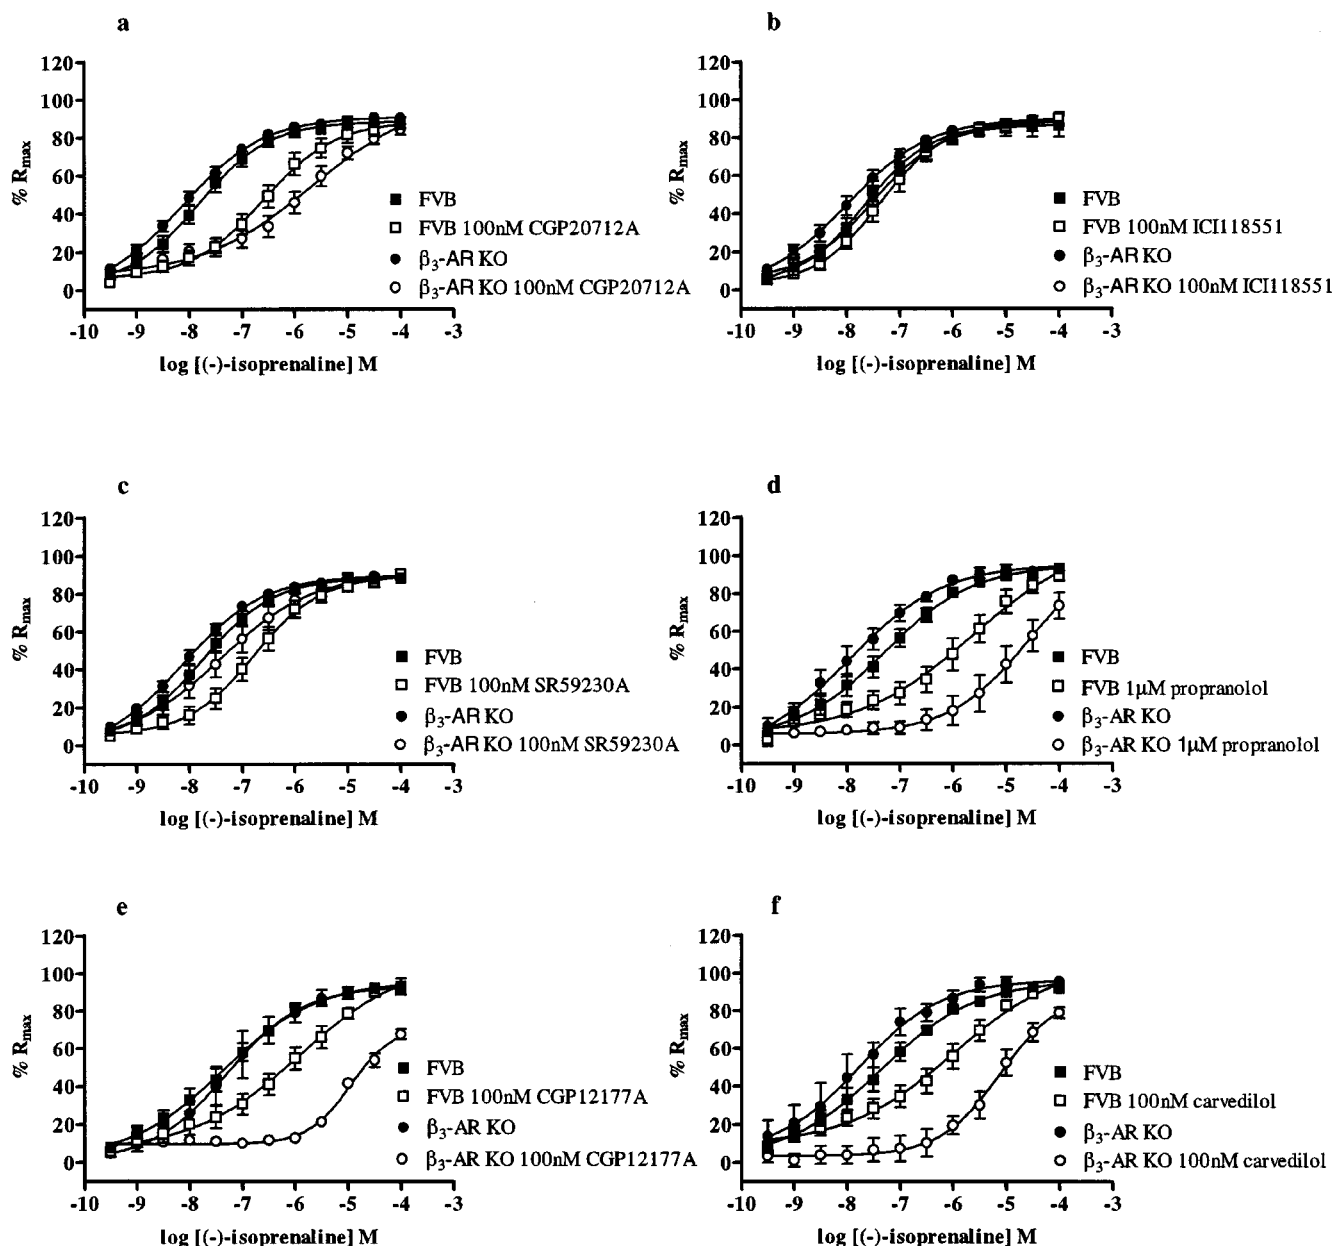 a
120
100
80
60
40
20
0
% Rmax
-10 -9 -8 -7 -6 -5 -4 -3
log [(-)-isoprenaline] M
FVB
FVB 100nM CGP20712A
β3-AR KO
β3-AR KO 100nM CGP20712A
b
120
100
80
60
40
20
0
% Rmax
-10 -9 -8 -7 -6 -5 -4 -3
log [(-)-isoprenaline] M
FVB
FVB 100nM ICI118551
β3-AR KO
β3-AR KO 100nM ICI118551
c
120
100
80
60
40
20
0
% Rmax
-10 -9 -8 -7 -6 -5 -4 -3
log [(-)-isoprenaline] M
FVB
FVB 100nM SR59230A
β3-AR KO
β3-AR KO 100nM SR59230A
d
120
100
80
60
40
20
0
% Rmax
-10 -9 -8 -7 -6 -5 -4 -3
log [(-)-isoprenaline] M
FVB
FVB 1μM propranolol
β3-AR KO
β3-AR KO 1μM propranolol
e
120
100
80
60
40
20
0
% Rmax
-10 -9 -8 -7 -6 -5 -4 -3
log [(-)-isoprenaline] M
FVB
FVB 100nM CGP12177A
β3-AR KO
β3-AR KO 100nM CGP12177A
f
120
100
80
60
40
20
0
% Rmax
-10 -9 -8 -7 -6 -5 -4 -3
log [(-)-isoprenaline] M
FVB
FVB 100nM carvedilol
β3-AR KO
β3-AR KO 100nM carvedilol